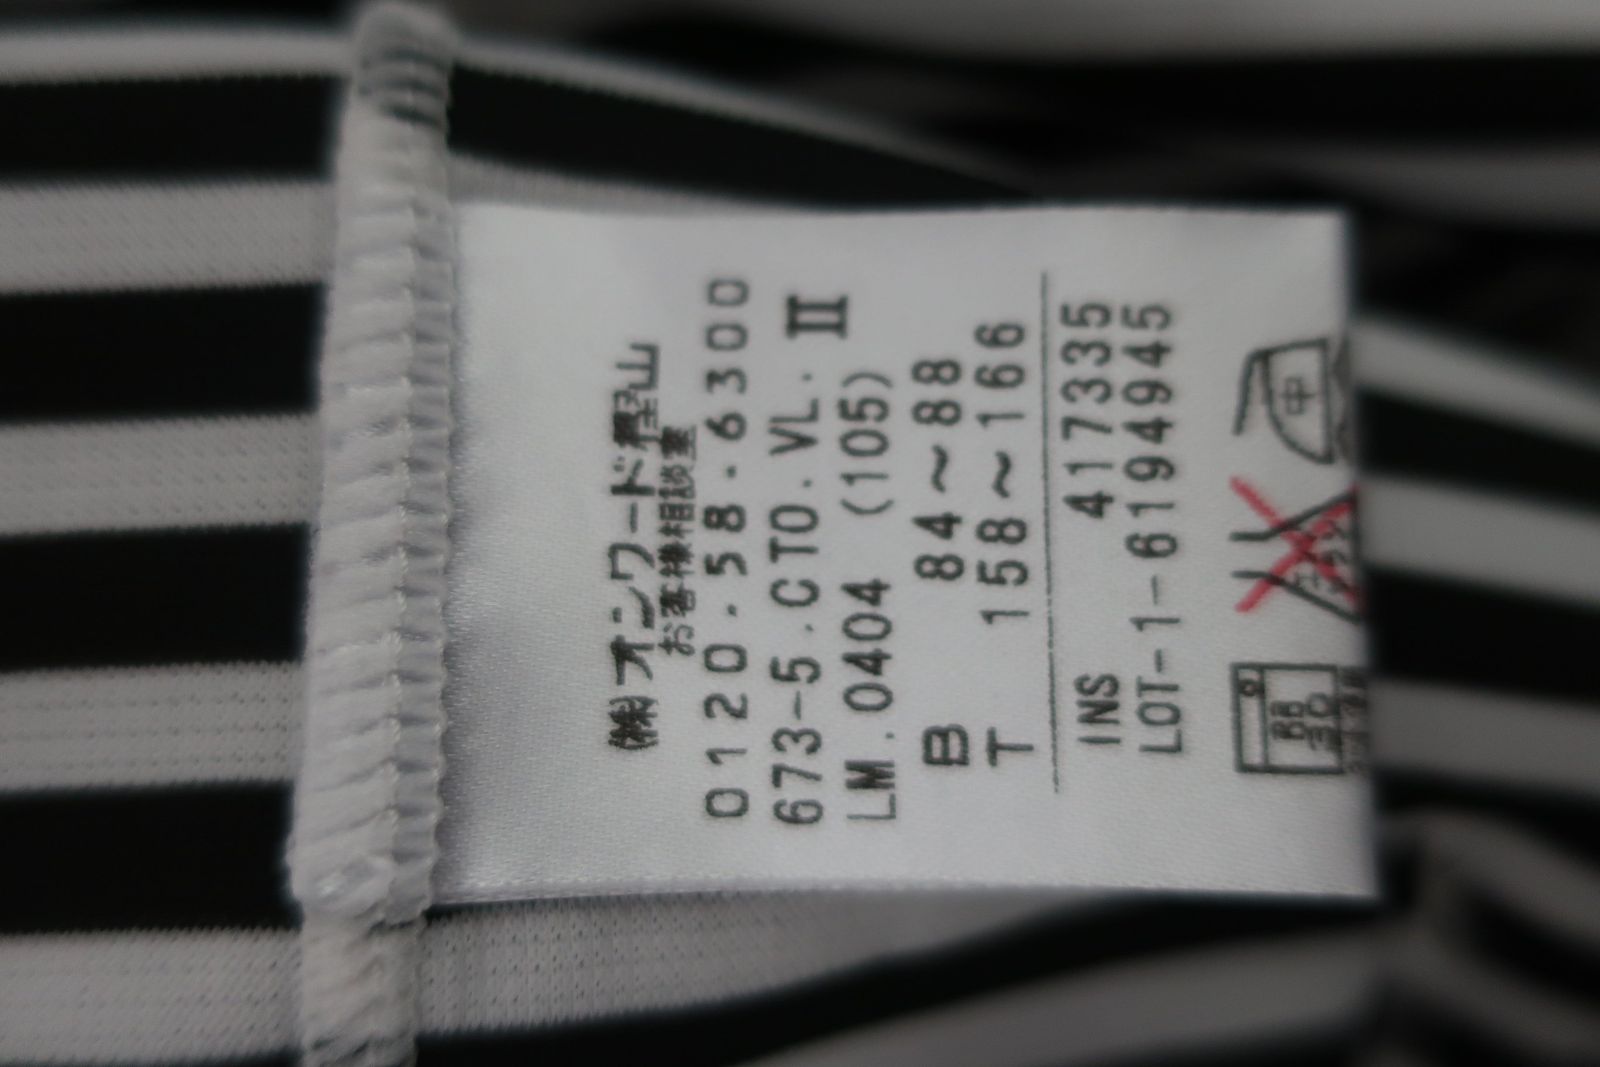 ㈱オンワード樫山
お客様相談室
0120.58.6300
673-5.CTO.VL. II
LM.0404 (105)
B 84~88
T 158~166
INS 417335
LOT-1-6194945
中